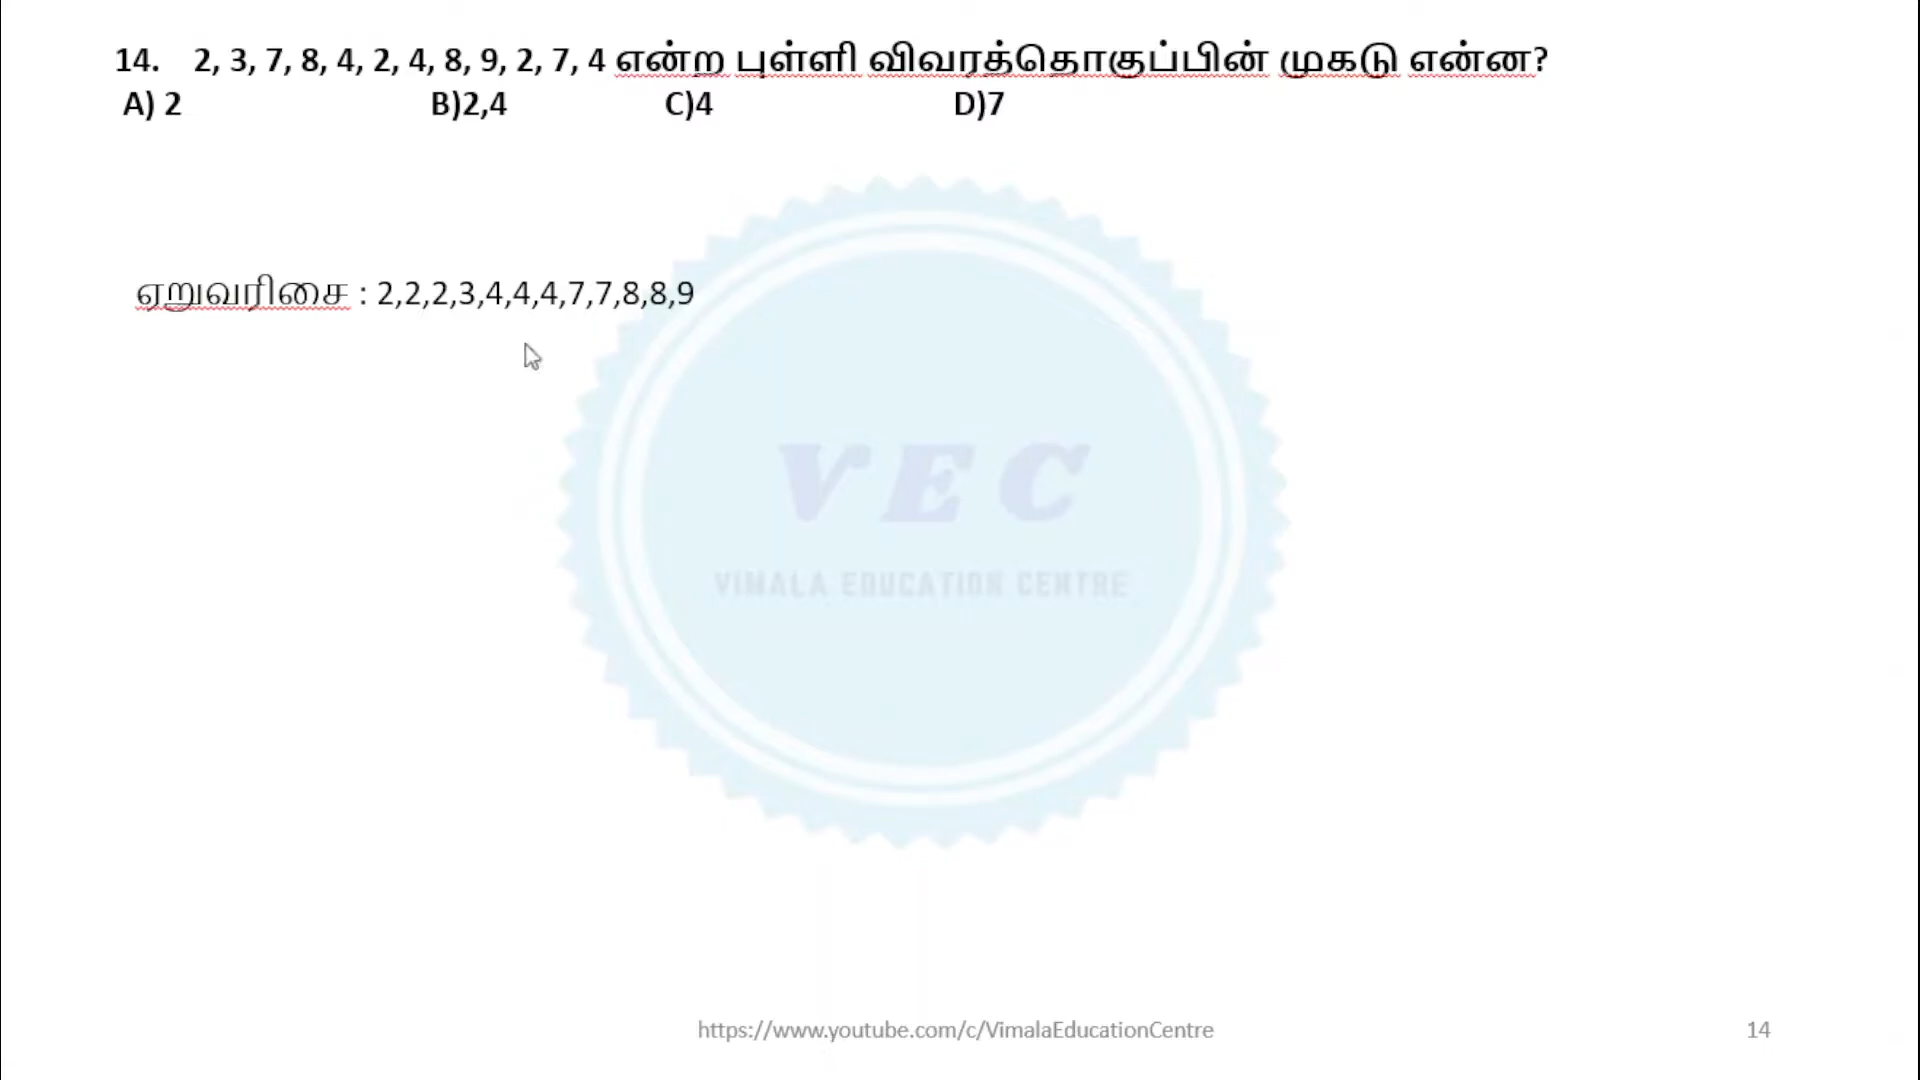 14. 2, 3, 7, 8, 4, 2, 4, 8, 9, 2, 7, 4 என்ற புள்ளி விவரத்தொகுப்பின் முகடு என்ன?
A) 2 B)2,4 C)4 D)7
ஏறுவரிசை : 2,2,2,3,4,4,4,7,7,8,8,9
VEC
VIMALA EDUCATION CENTRE
https://www.youtube.com/c/VimalaEducationCentre 14